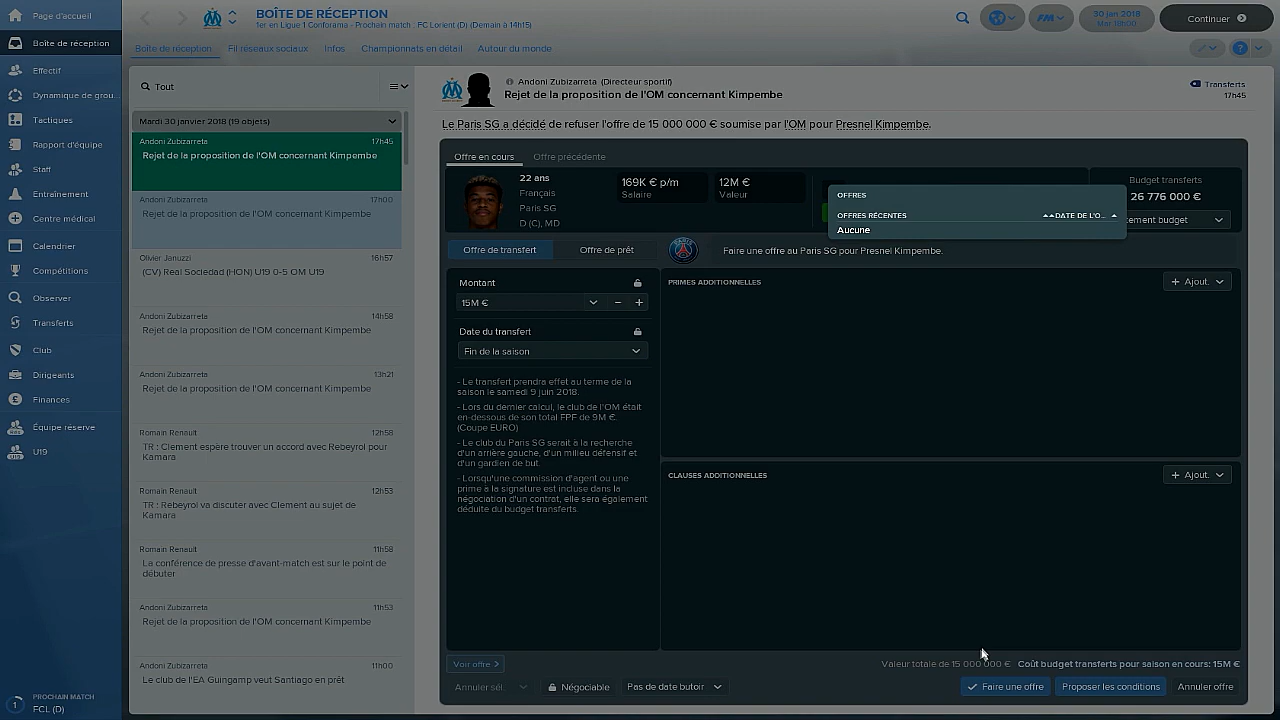 Page d'accueil
Boîte de réception
Effectif
Dynamique de grou...
Tactiques
Rapport d'équipe
Staff
Entraînement
Centre médical
Calendrier
Compétitions
Observer
Transferts
Club
Dirigeants
Finances
Équipe réserve
U19
1
PROCHAIN MATCH
FCL (D)
BOÎTE DE RÉCEPTION
1er en Ligue 1 Conforama - Prochain match : FC Lorient (D) (Demain à 14h15)
FM
30 jan 2018
Mar 18h00
Continuer
Boîte de réception
Fil réseaux sociaux
Infos
Championnats en détail
Autour du monde
?
Tout
Mardi 30 janvier 2018 (19 objets)
Andoni Zubizarreta 17h45
Rejet de la proposition de l'OM concernant Kimpembe
Andoni Zubizarreta 17h00
Rejet de la proposition de l'OM concernant Kimpembe
Olivier Januzzi 16h57
(CV) Real Sociedad (HON) U19 0-5 OM U19
Andoni Zubizarreta 14h58
Rejet de la proposition de l'OM concernant Kimpembe
Andoni Zubizarreta 13h21
Rejet de la proposition de l'OM concernant Kimpembe
Romain Renault 12h58
TR : Clement espère trouver un accord avec Rebeyrol pour
Kamara
Romain Renault 12h53
TR : Rebeyrol va discuter avec Clement au sujet de
Kamara
Romain Renault 11h58
La conférence de presse d'avant-match est sur le point de
débuter
Andoni Zubizarreta 11h53
Rejet de la proposition de l'OM concernant Kimpembe
Andoni Zubizarreta 11h00
Le club de l'EA Guingamp veut Santiago en prêt
Andoni Zubizarreta (Directeur sportif)
Rejet de la proposition de l'OM concernant Kimpembe
Transferts
17h45
Le Paris SG a décidé de refuser l'offre de 15 000 000 € soumise par l'OM pour Presnel Kimpembe.
Offre en cours
Offre précédente
22 ans
Français
Paris SG
D (C), MD
169K € p/m
Salaire
12M €
Valeur
OFFRES
OFFRES RÉCENTES
DATE DE L'O...
Aucune
Budget transferts
26 776 000 €
tement budget
Offre de transfert
Offre de prêt
PARIS
Faire une offre au Paris SG pour Presnel Kimpembe.
Montant
15M €
Date du transfert
Fin de la saison
- Le transfert prendra effet au terme de la
saison le samedi 9 juin 2018.
- Lors du dernier calcul, le club de l'OM était
en-dessous de son total FPF de 9M €.
(Coupe EURO)
- Le club du Paris SG serait à la recherche
d'un arrière gauche, d'un milieu défensif et
d'un gardien de but.
- Lorsqu'une commission d'agent ou une
prime à la signature est incluse dans la
négociation d'un contrat, elle sera également
déduite du budget transferts.
PRIMES ADDITIONNELLES
Ajout.
CLAUSES ADDITIONNELLES
Ajout.
Voir offre
Valeur totale de 15 000 000 €
Coût budget transferts pour saison en cours: 15M €
Annuler sél.
Négociable
Pas de date butoir
Faire une offre
Proposer les conditions
Annuler offre